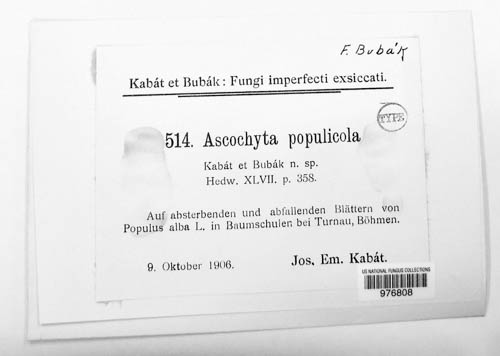 F. Bubák
Kabát et Bubák: Fungi imperfecti exsiccati.
TYPE
514. Ascochyta populicola
Kabát et Bubák n. sp.
Hedw. XLVII. p. 358.
Auf absterbenden und abfallenden Blättern von
Populus alba L. in Baumschulen bei Turnau, Böhmen.
9. Oktober 1906. Jos. Em. Kabát.
US NATIONAL FUNGUS COLLECTIONS
976808